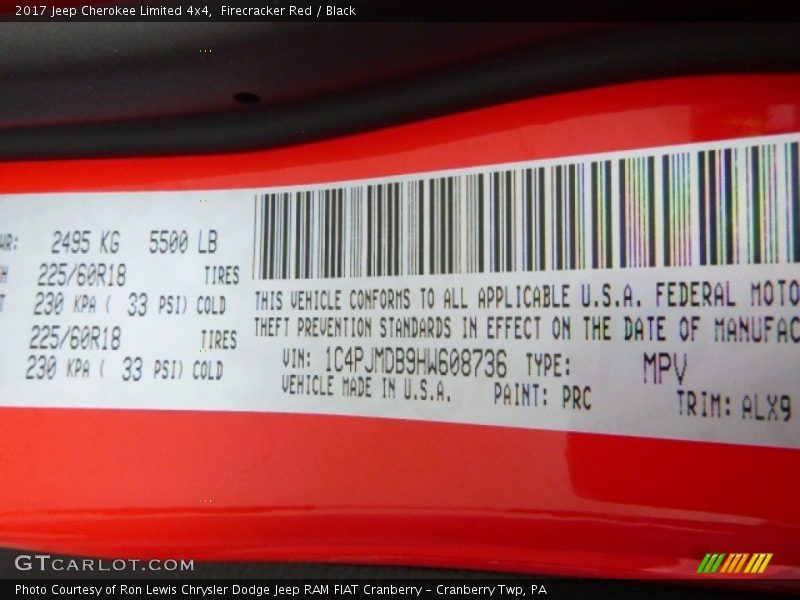 2017 Jeep Cherokee Limited 4x4,  Firecracker Red / Black
2495 KG 5500 LB
225/60R18 TIRES
230 KPA ( 33 PSI) COLD
225/60R18 TIRES
230 KPA ( 33 PSI) COLD
THIS VEHICLE CONFORMS TO ALL APPLICABLE U.S.A. FEDERAL MOTO
THEFT PREVENTION STANDARDS IN EFFECT ON THE DATE OF MANUFAC
VIN: 1C4PJMDB9HW608736 TYPE: MPV
VEHICLE MADE IN U.S.A. PAINT: PRC TRIM: ALX9
GTCARLOT.COM
Photo Courtesy of Ron Lewis Chrysler Dodge Jeep RAM FIAT Cranberry – Cranberry Twp, PA